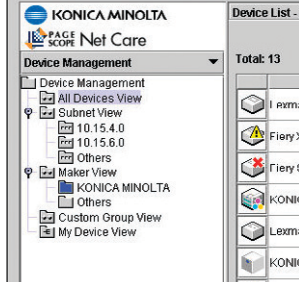 KONICA MINOLTA
PAGE SCOPE Net Care
Device Management
Device Management
All Devices View
Subnet View
10.15.4.0
10.15.6.0
Others
Maker View
KONICA MINOLTA
Others
Custom Group View
My Device View
Device List -
Total: 13
Lexma
Fiery X
Fiery S
KONIC
Lexma
KONIC